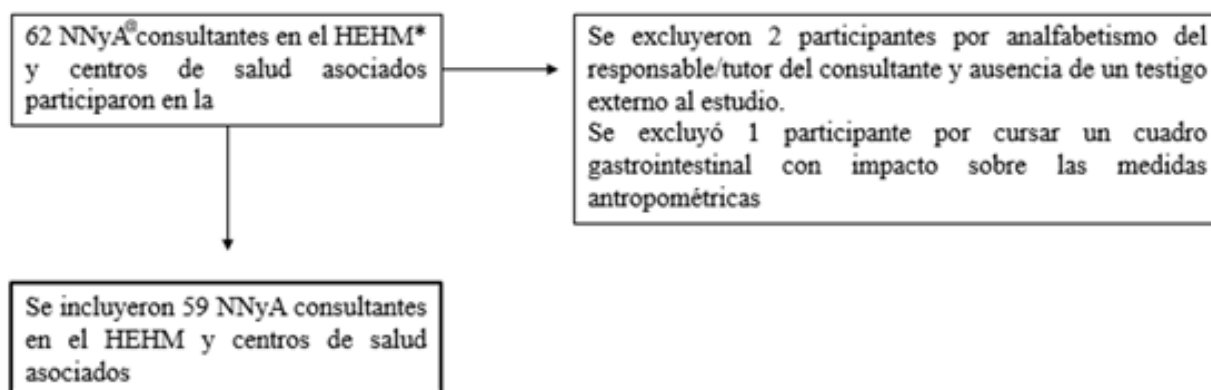 62 NNyA@consultantes en el HEHM*
y centros de salud asociados
participaron en la
Se excluyeron 2 participantes por analfabetismo del
responsable/tutor del consultante y ausencia de un testigo
externo al estudio.
Se excluyó 1 participante por cursar un cuadro
gastrointestinal con impacto sobre las medidas
antropométricas
Se incluyeron 59 NNyA consultantes
en el HEHM y centros de salud
asociados